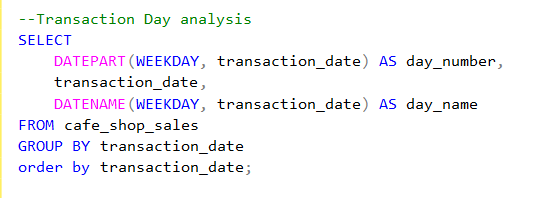 --Transaction Day analysis
SELECT
    DATEPART(WEEKDAY, transaction_date) AS day_number,
    transaction_date,
    DATENAME(WEEKDAY, transaction_date) AS day_name
FROM cafe_shop_sales
GROUP BY transaction_date
order by transaction_date;